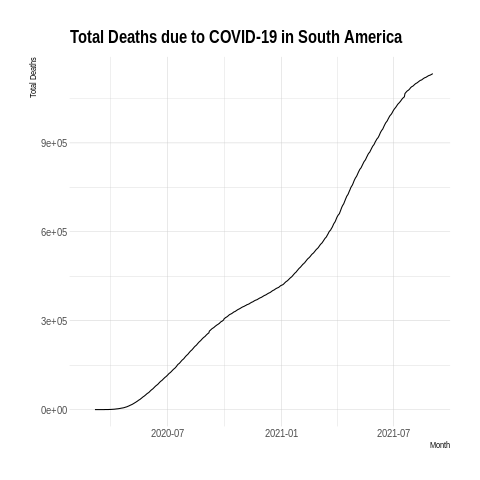 Total Deaths due to COVID-19 in South America
Total Deaths
9e+05
6e+05
3e+05
0e+00
2020-07 2021-01 2021-07
Month